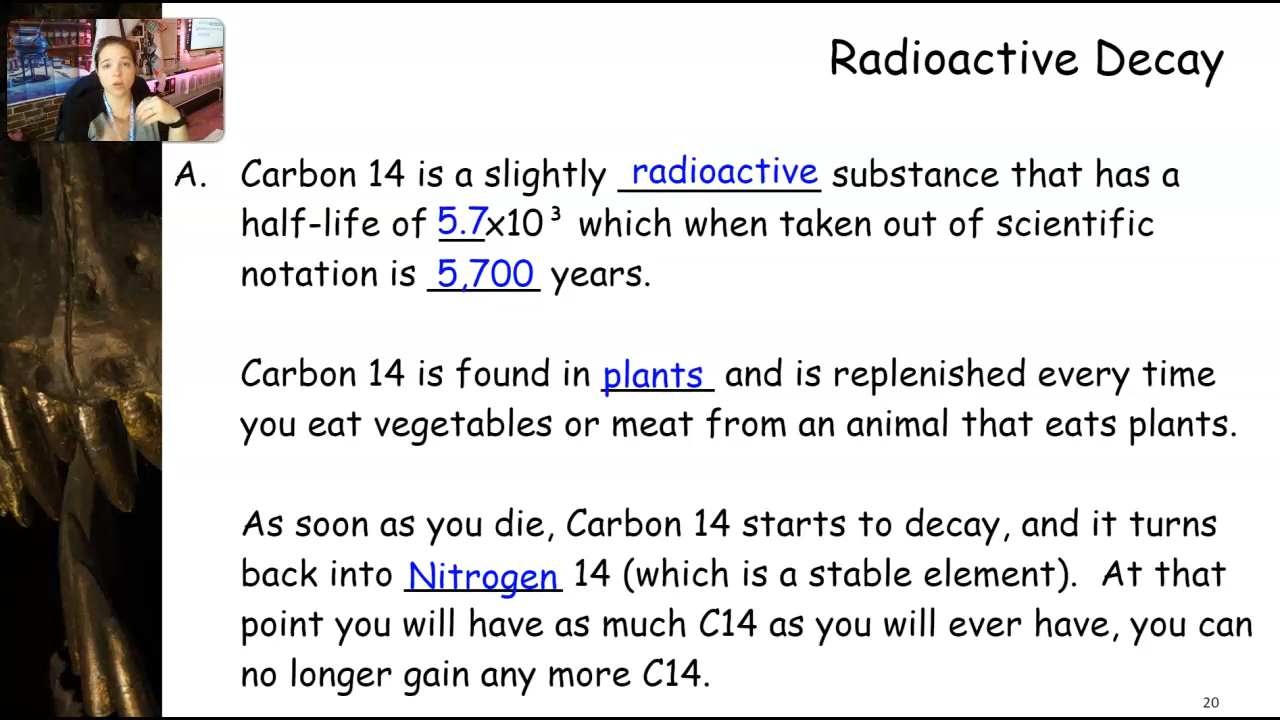 Radioactive Decay
A. Carbon 14 is a slightly radioactive substance that has a
half-life of 5.7x10³ which when taken out of scientific
notation is 5,700 years.
Carbon 14 is found in plants and is replenished every time
you eat vegetables or meat from an animal that eats plants.
As soon as you die, Carbon 14 starts to decay, and it turns
back into Nitrogen 14 (which is a stable element). At that
point you will have as much C14 as you will ever have, you can
no longer gain any more C14.
20